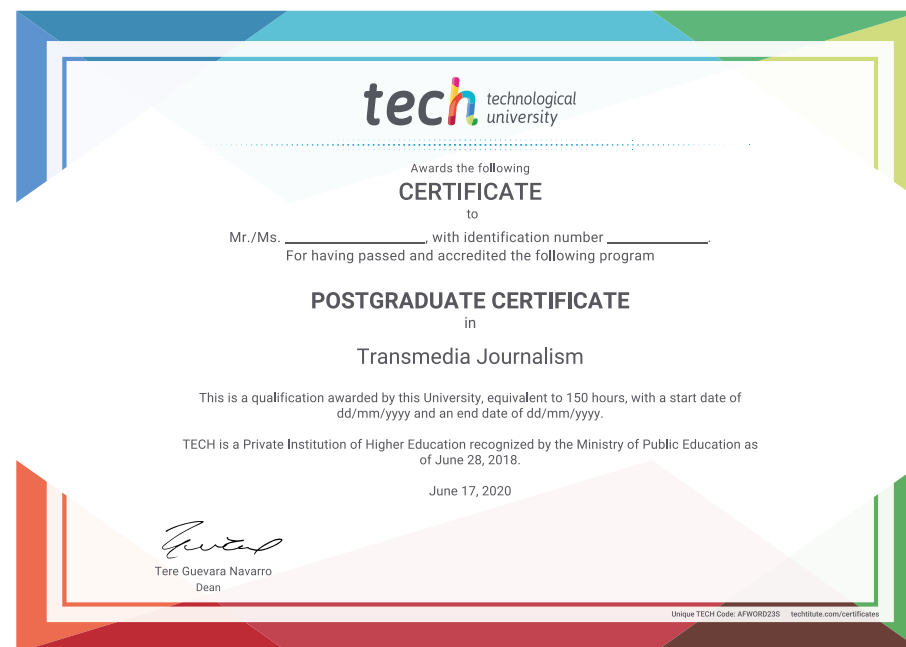 tech technological
university
Awards the following
CERTIFICATE
to
Mr./Ms. ____________________, with identification number ______________.
For having passed and accredited the following program
POSTGRADUATE CERTIFICATE
in
Transmedia Journalism
This is a qualification awarded by this University, equivalent to 150 hours, with a start date of
dd/mm/yyyy and an end date of dd/mm/yyyy.
TECH is a Private Institution of Higher Education recognized by the Ministry of Public Education as
of June 28, 2018.
June 17, 2020
Tere Guevara Navarro
Dean
Unique TECH Code: AFWORD23S techtitute.com/certificates